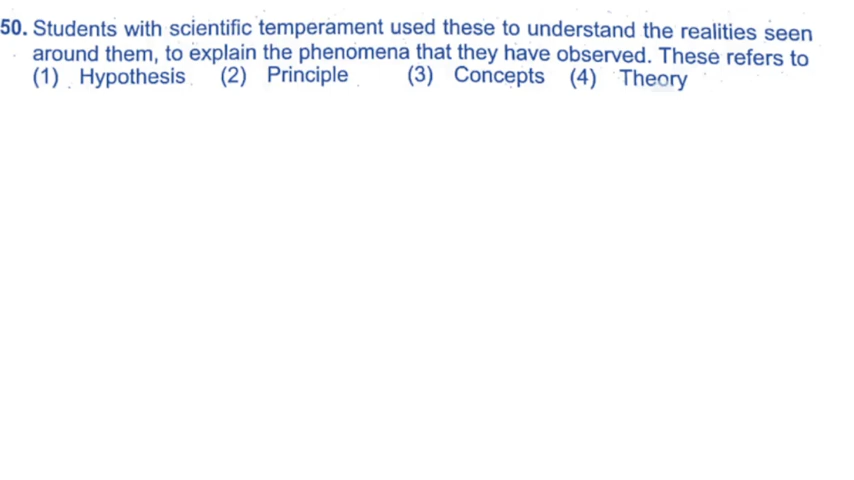 50. Students with scientific temperament used these to understand the realities seen
around them, to explain the phenomena that they have observed. These refers to
(1) Hypothesis (2) Principle (3) Concepts (4) Theory